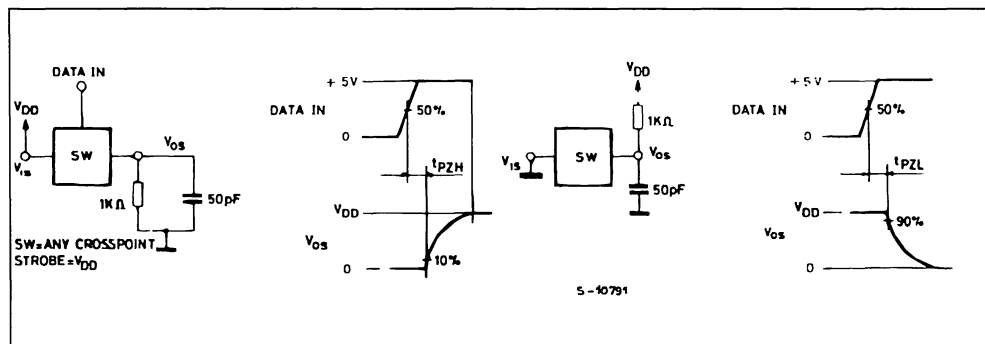 DATA IN
VDD
VIS
SW
VOS
1KΩ
50pF
SW=ANY CROSSPOINT
STROBE=VDD
+5V
DATA IN
50%
0
tPZH
VDD
VOS
10%
0
VDD
1KΩ
VIS
SW
VOS
50pF
S-10791
+5V
DATA IN
50%
0
tPZL
VDD
90%
VOS
0